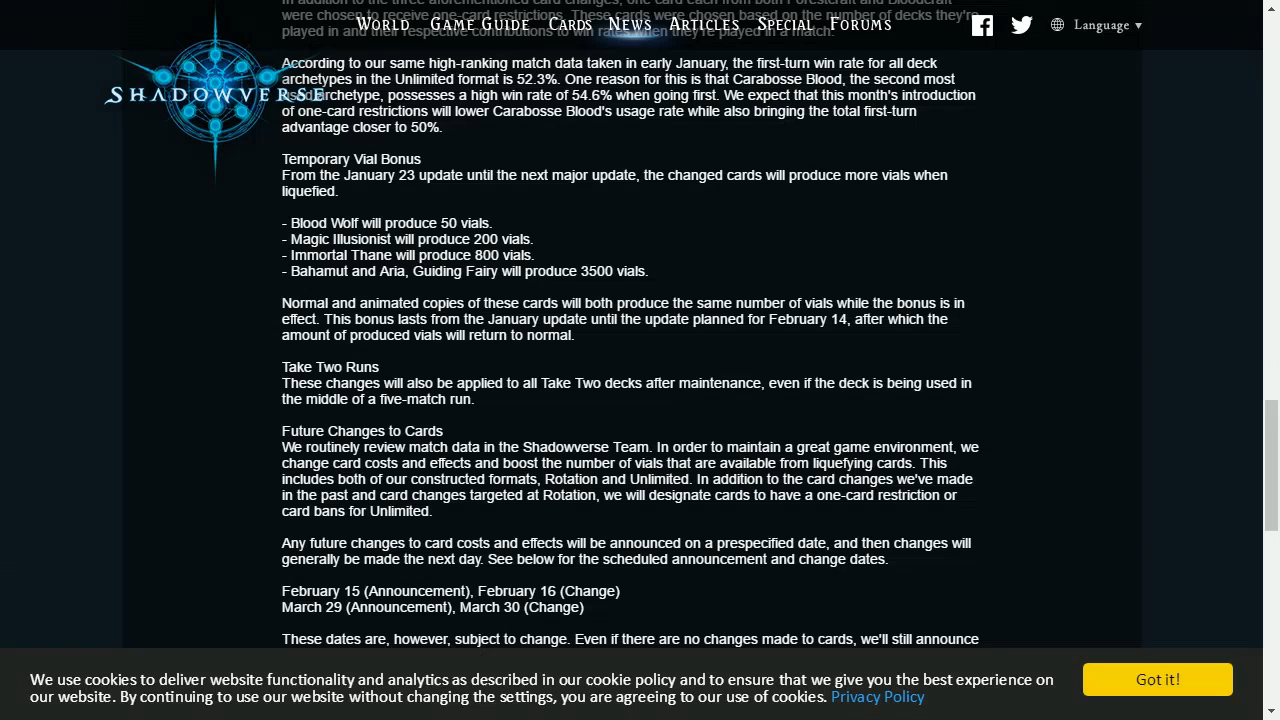 In addition to the three aforementioned card changes, one card each from both Forestcraft and Bloodcraft
were chosen to receive one-card restrictions. These cards were chosen based on the number of decks they're
played in and their respective contributions to win rates when they're played in a match.
World Game Guide Cards News Articles Special Forums Language
SHADOWVERSE
According to our same high-ranking match data taken in early January, the first-turn win rate for all deck
archetypes in the Unlimited format is 52.3%. One reason for this is that Carabosse Blood, the second most
archetype, possesses a high win rate of 54.6% when going first. We expect that this month's introduction
of one-card restrictions will lower Carabosse Blood's usage rate while also bringing the total first-turn
advantage closer to 50%.
Temporary Vial Bonus
From the January 23 update until the next major update, the changed cards will produce more vials when
liquefied.
- Blood Wolf will produce 50 vials.
- Magic Illusionist will produce 200 vials.
- Immortal Thane will produce 800 vials.
- Bahamut and Aria, Guiding Fairy will produce 3500 vials.
Normal and animated copies of these cards will both produce the same number of vials while the bonus is in
effect. This bonus lasts from the January update until the update planned for February 14, after which the
amount of produced vials will return to normal.
Take Two Runs
These changes will also be applied to all Take Two decks after maintenance, even if the deck is being used in
the middle of a five-match run.
Future Changes to Cards
We routinely review match data in the Shadowverse Team. In order to maintain a great game environment, we
change card costs and effects and boost the number of vials that are available from liquefying cards. This
includes both of our constructed formats, Rotation and Unlimited. In addition to the card changes we've made
in the past and card changes targeted at Rotation, we will designate cards to have a one-card restriction or
card bans for Unlimited.
Any future changes to card costs and effects will be announced on a prespecified date, and then changes will
generally be made the next day. See below for the scheduled announcement and change dates.
February 15 (Announcement), February 16 (Change)
March 29 (Announcement), March 30 (Change)
These dates are, however, subject to change. Even if there are no changes made to cards, we'll still announce
We use cookies to deliver website functionality and analytics as described in our cookie policy and to ensure that we give you the best experience on
our website. By continuing to use our website without changing the settings, you are agreeing to our use of cookies. Privacy Policy
Got it!